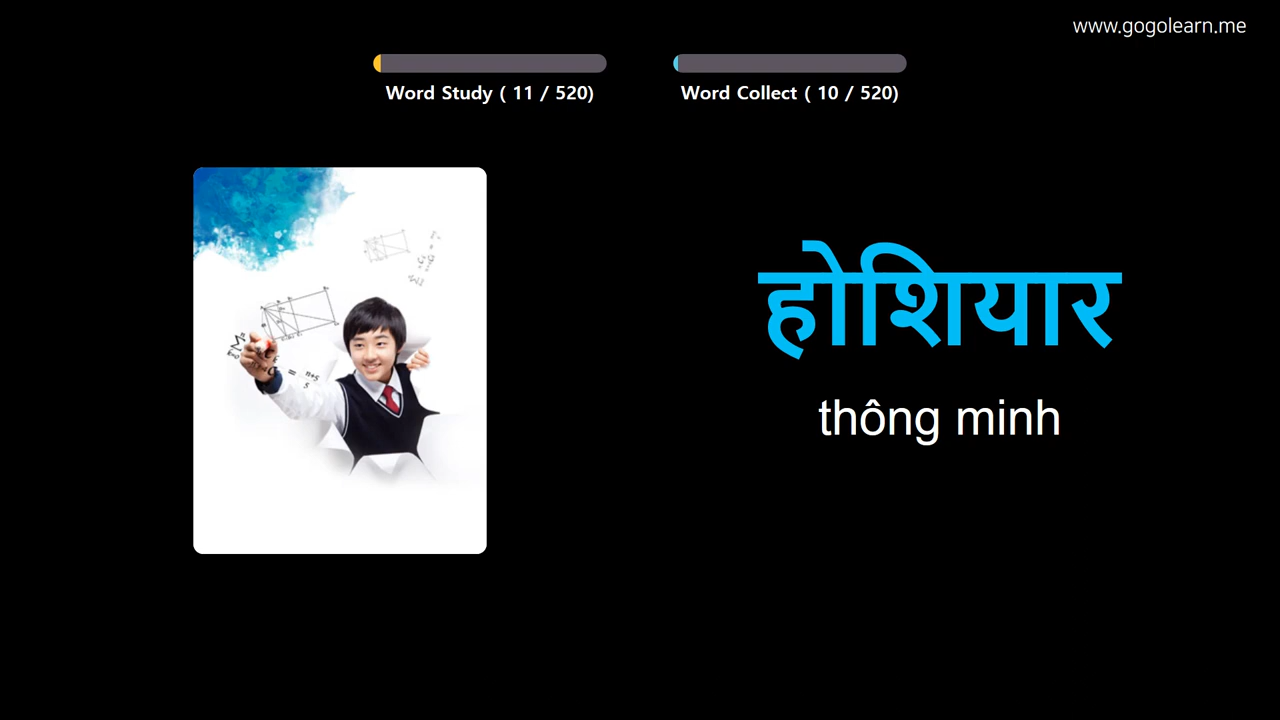 www.gogolearn.me
Word Study ( 11 / 520)
Word Collect ( 10 / 520)
होशियार
thông minh